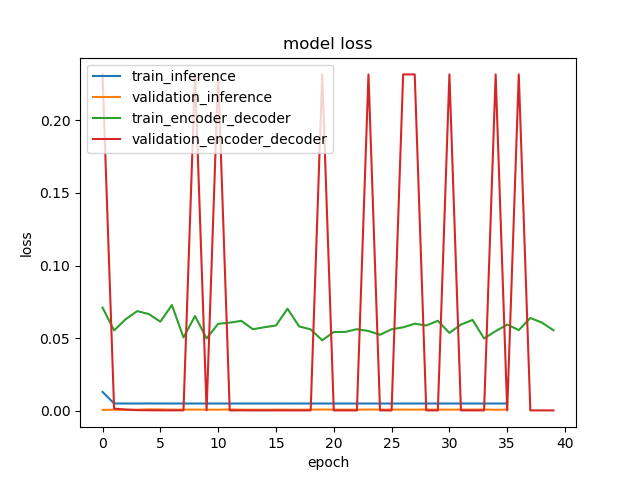 model loss
train_inference
validation_inference
train_encoder_decoder
validation_encoder_decoder
0.20
0.15
0.10
0.05
0.00
loss
0 5 10 15 20 25 30 35 40
epoch